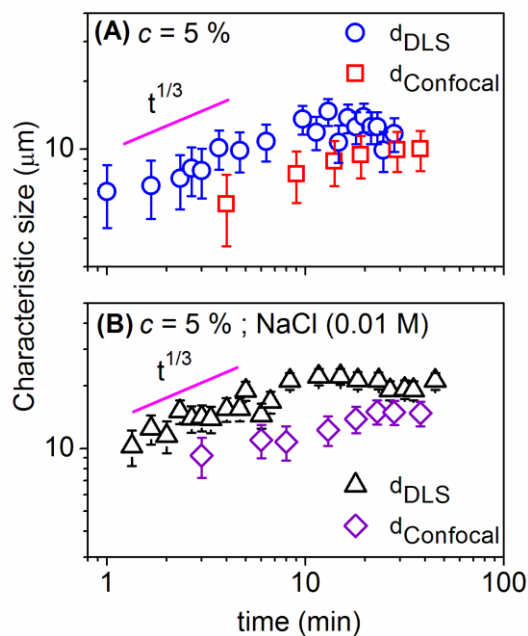 (A) c = 5 %
d_DLS
d_Confocal
t^1/3
10
Characteristic size (μm)
(B) c = 5 % ; NaCl (0.01 M)
t^1/3
10
d_DLS
d_Confocal
1 10 100
time (min)